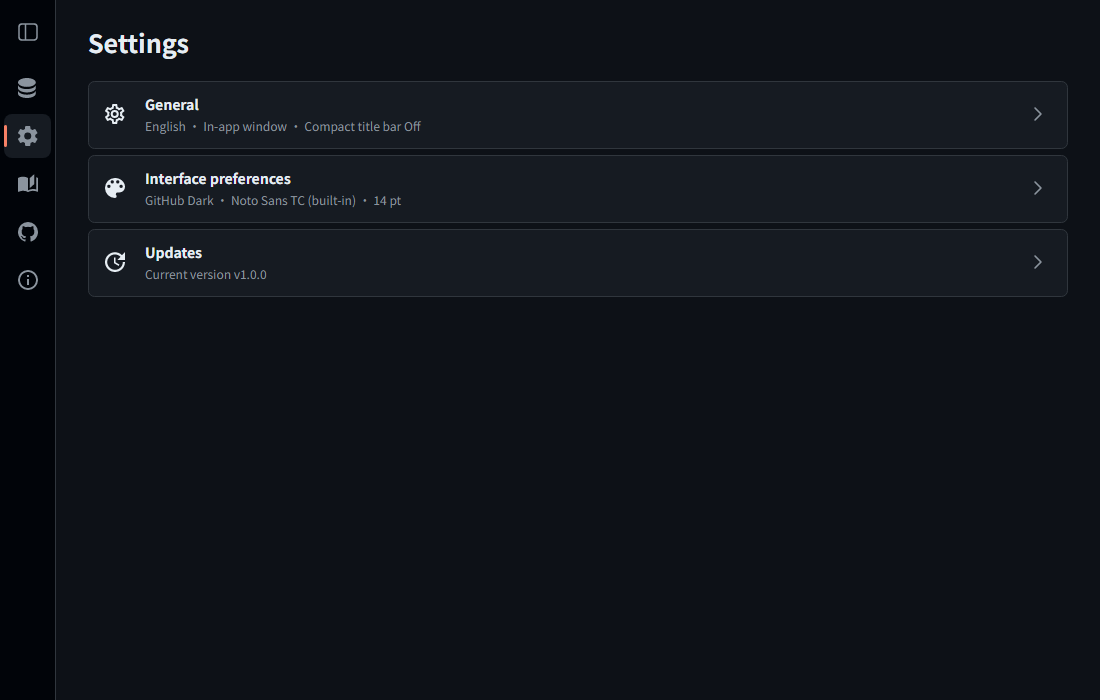 Settings
General
English • In-app window • Compact title bar Off
Interface preferences
GitHub Dark • Noto Sans TC (built-in) • 14 pt
Updates
Current version v1.0.0